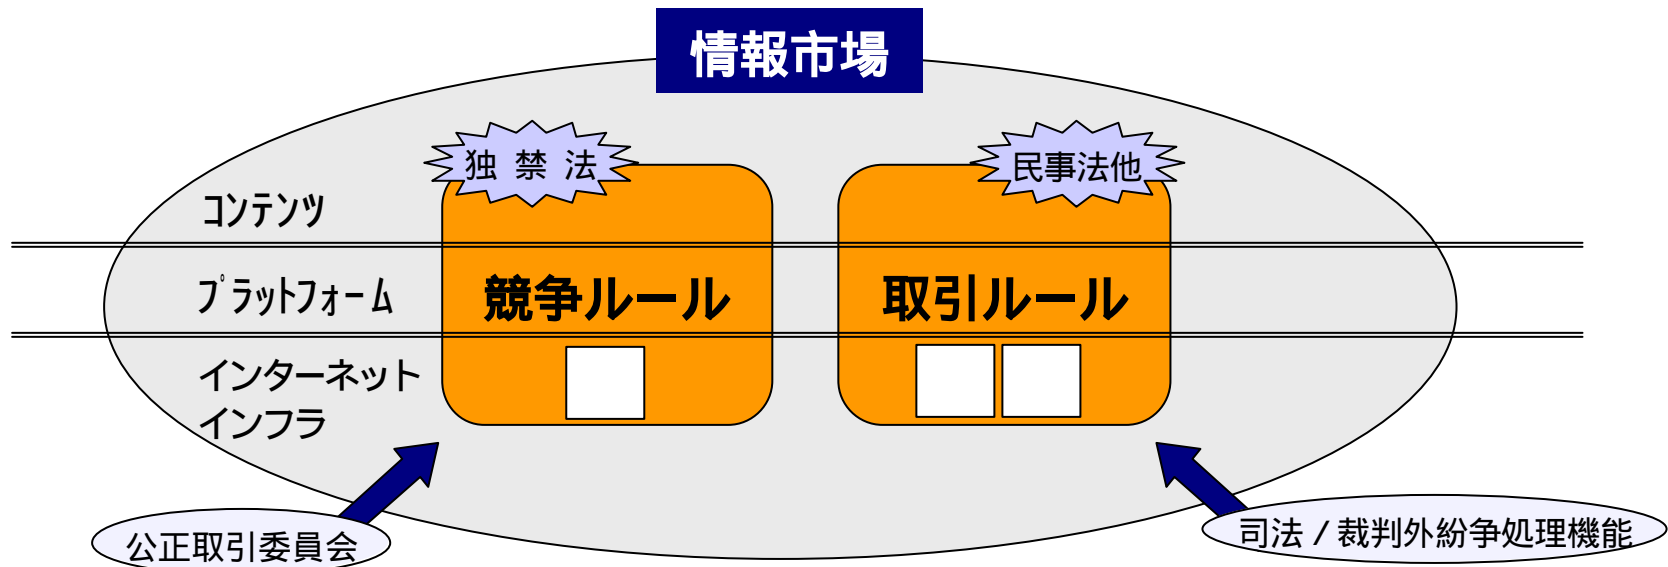 情報市場
独 禁 法
民事法他
ｺﾝﾃﾝﾂ
ﾌﾟﾗｯﾄﾌｫｰﾑ
競争ルール
取引ルール
インターネット
インフラ
公正取引委員会
司法 / 裁判外紛争処理機能